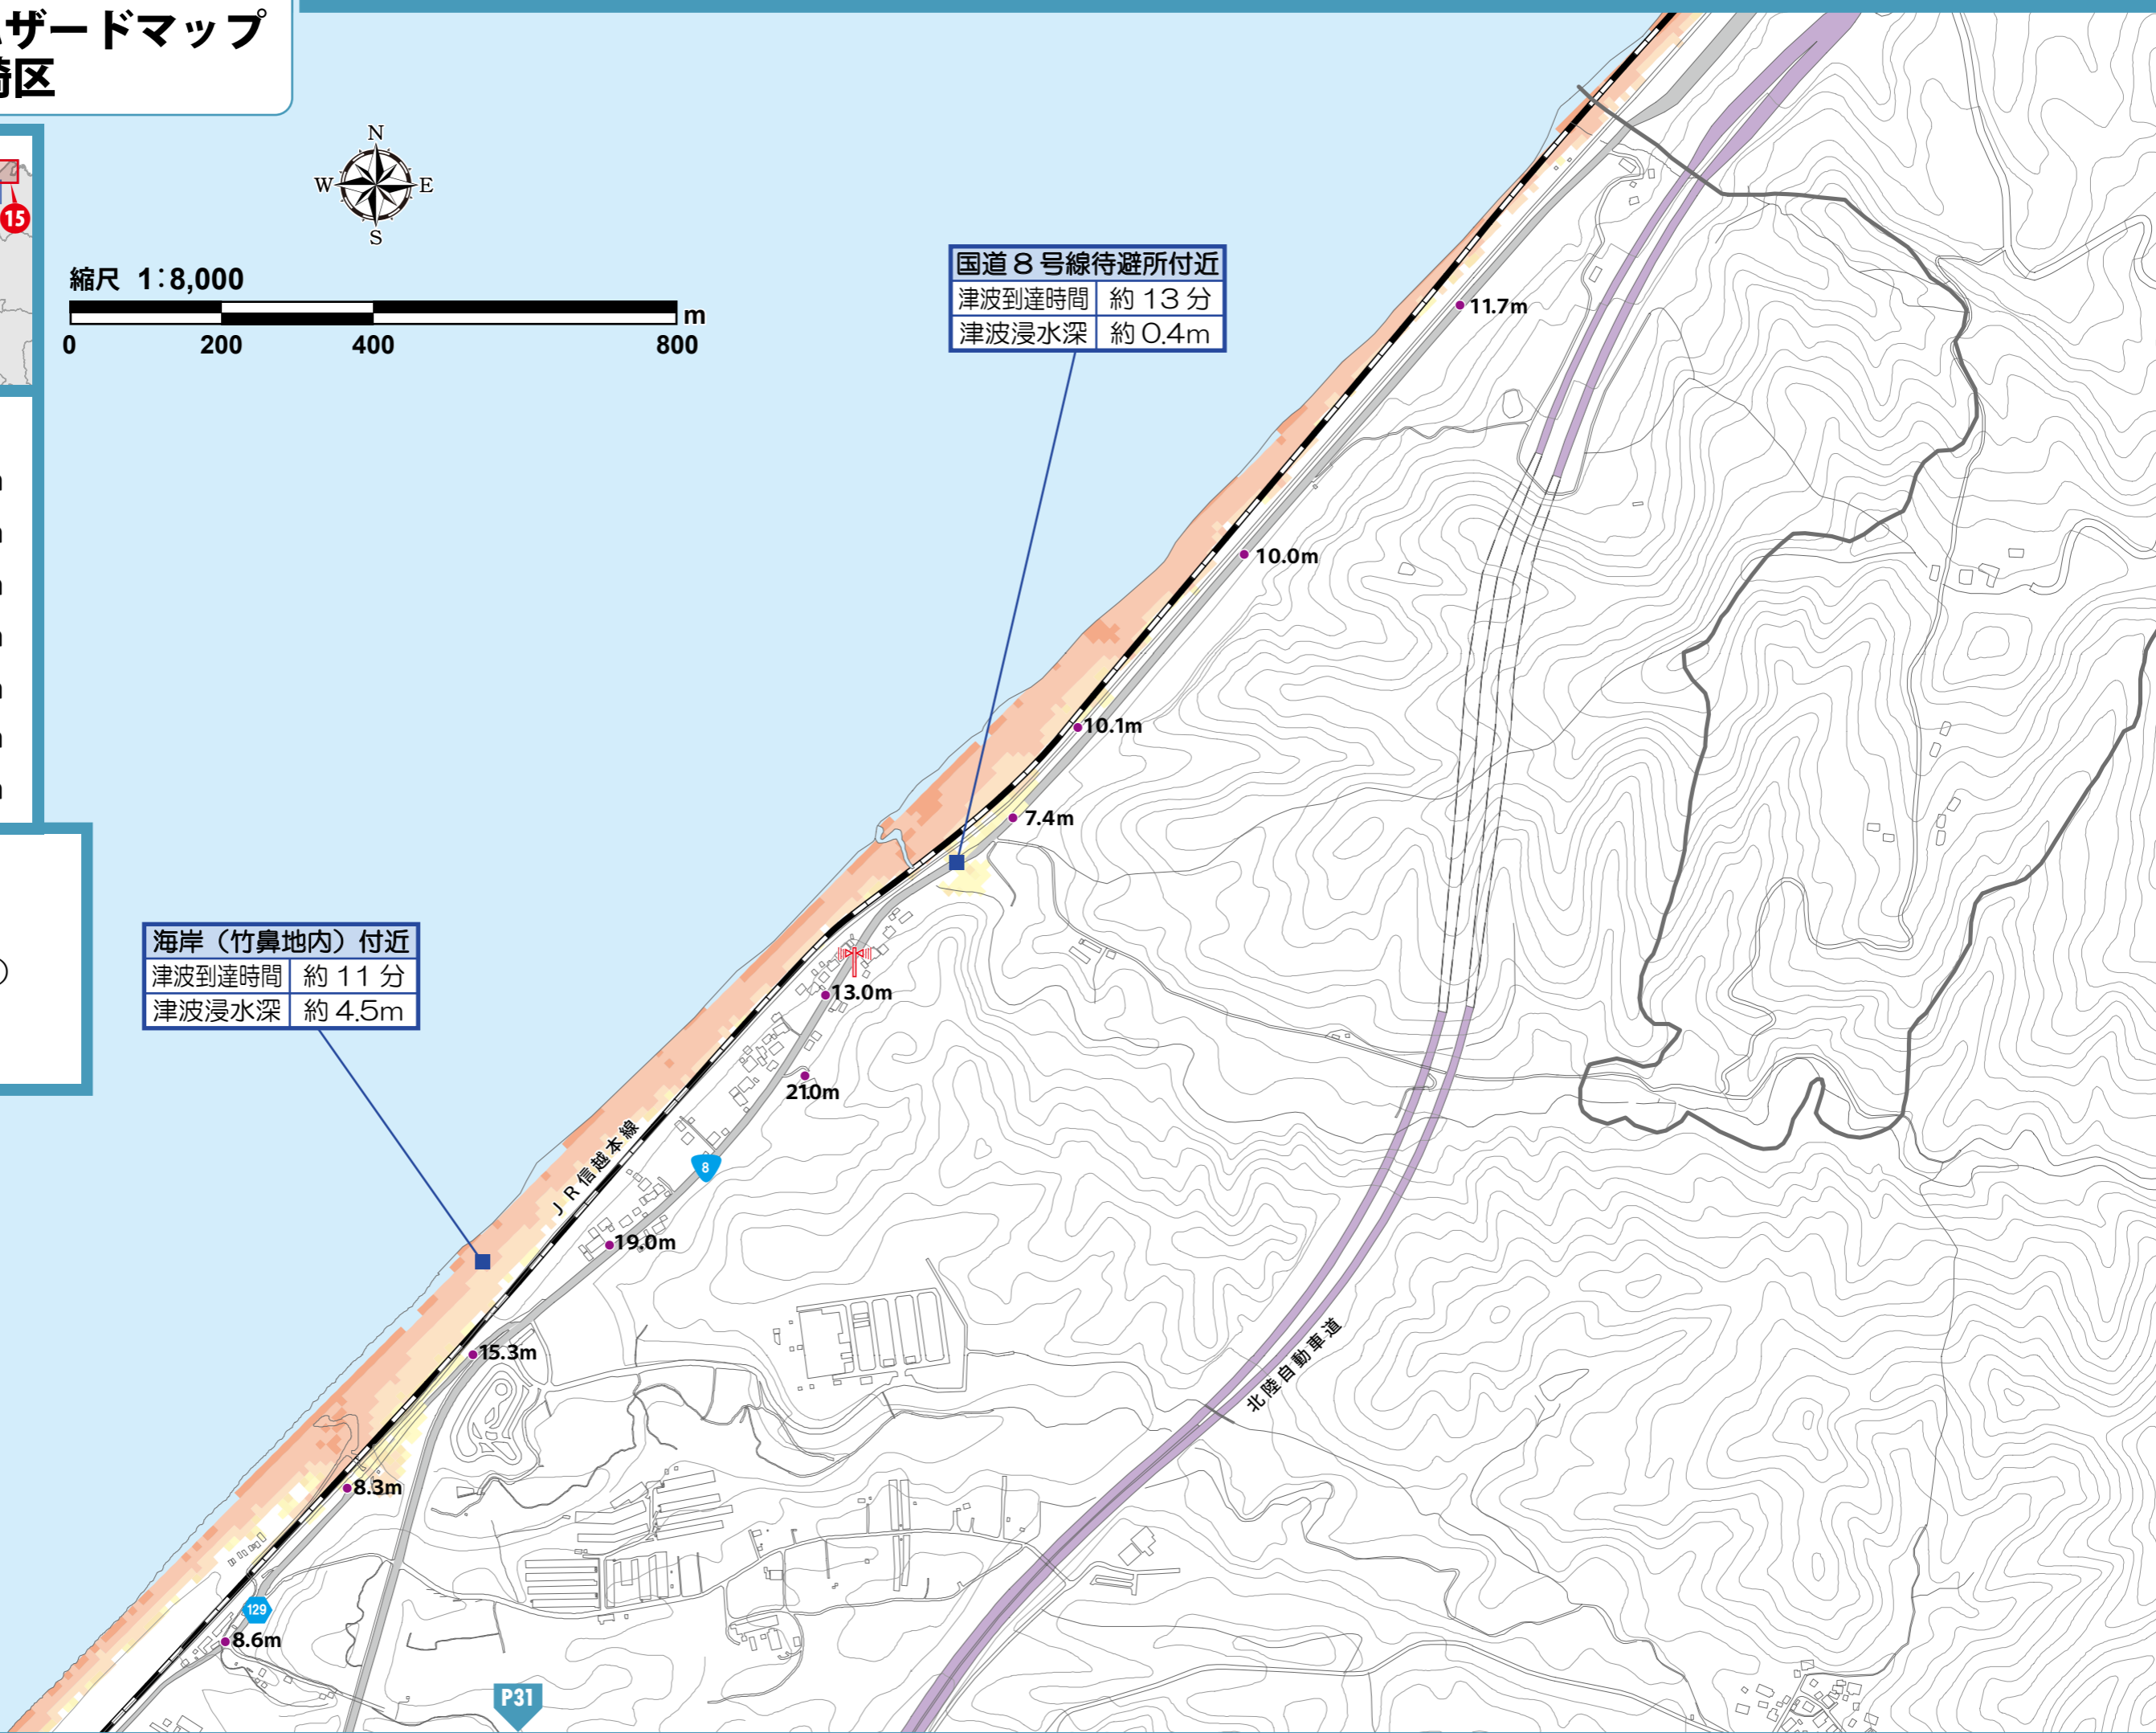 ハザードマップ
崎区
15
N
W
E
S
縮尺 1:8,000
m
0 200 400 800
国道8号線待避所付近
津波到達時間 約13分
津波浸水深 約0.4m
11.7m
10.0m
10.1m
7.4m
海岸（竹鼻地内）付近
津波到達時間 約11分
津波浸水深 約4.5m
13.0m
21.0m
JR信越本線
8
19.0m
15.3m
北陸自動車道
8.3m
129
8.6m
P31